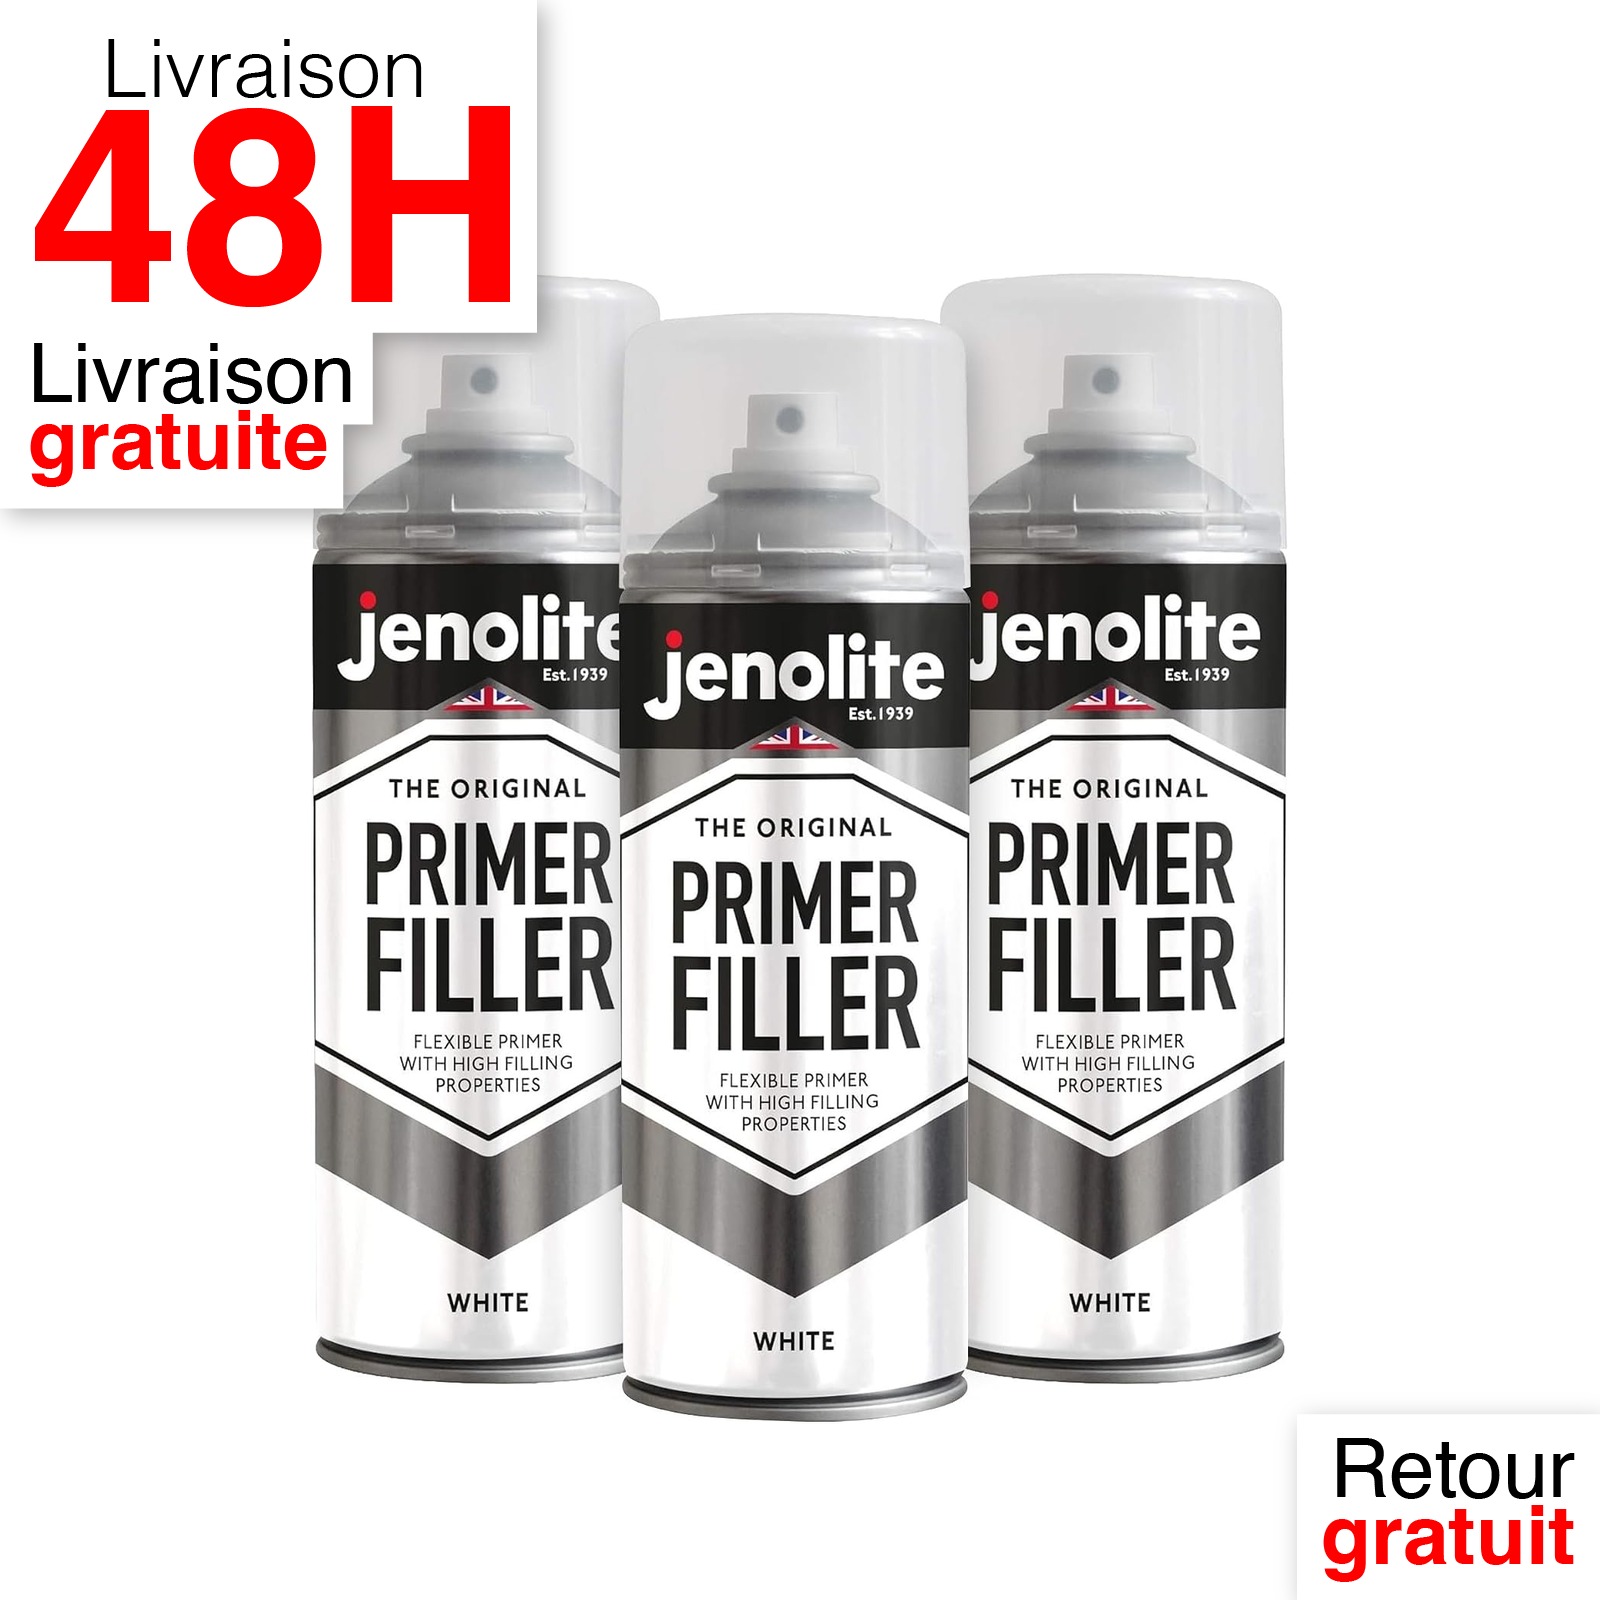 Livraison
48H
Livraison
gratuite
jenolite
Est.1939
THE ORIGINAL
PRIMER
FILLER
FLEXIBLE PRIMER
WITH HIGH FILLING
PROPERTIES
WHITE
jenolite
Est.1939
THE ORIGINAL
PRIMER
FILLER
FLEXIBLE PRIMER
WITH HIGH FILLING
PROPERTIES
WHITE
jenolite
Est.1939
THE ORIGINAL
PRIMER
FILLER
FLEXIBLE PRIMER
WITH HIGH FILLING
PROPERTIES
WHITE
Retour
gratuit